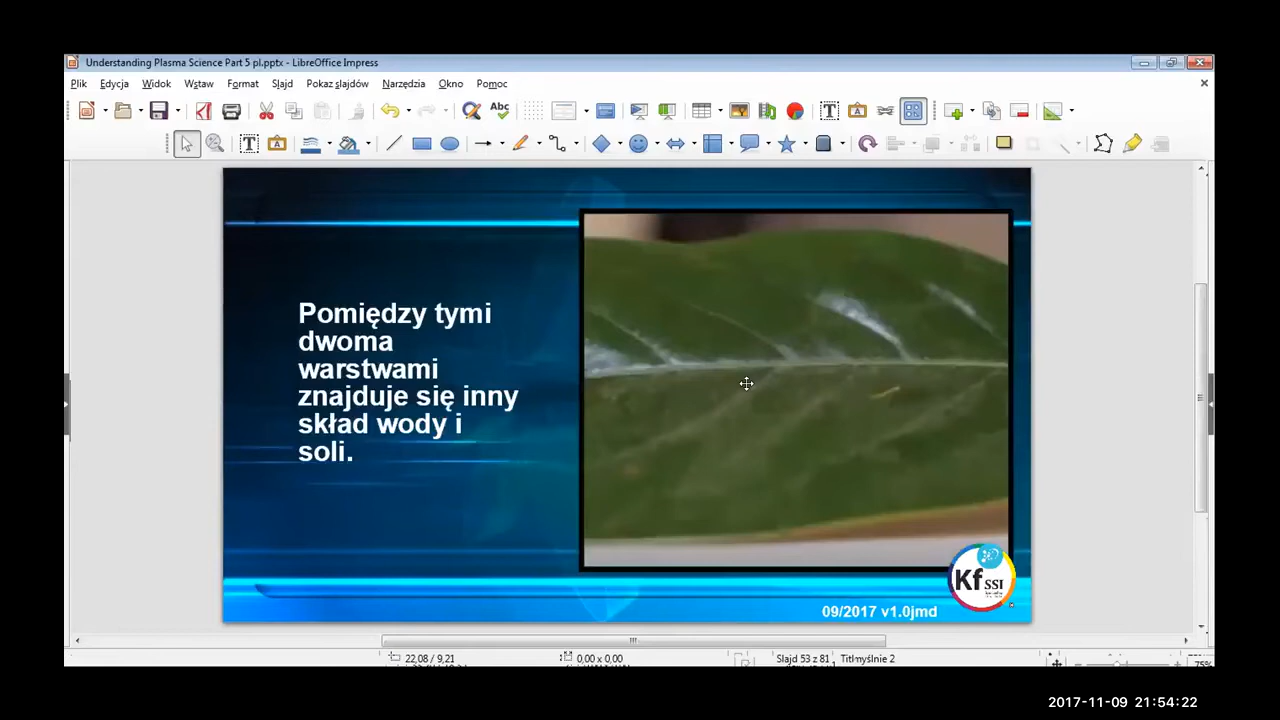 Understanding Plasma Science Part 5 pl.pptx - LibreOffice Impress
Plik Edycja Widok Wstaw Format Slajd Pokaz slajdów Narzędzia Okno Pomoc
Abc
Pomiędzy tymi
dwoma
warstwami
znajduje się inny
skład wody i
soli.
Kf SSI
09/2017 v1.0jmd
22,08 / 9,21 0,00 x 0,00 Slajd 53 z 81 75%
2017-11-09 21:54:22